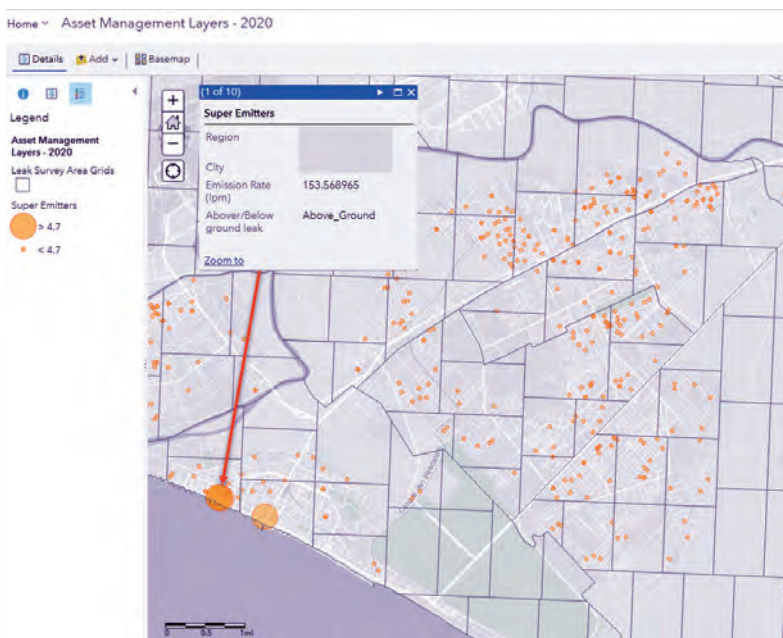 Home Asset Management Layers - 2020
Details Add Basemap
Legend
Asset Management
Layers - 2020
Leak Survey Area Grids
Super Emitters
> 4.7
< 4.7
(1 of 10)
Super Emitters
Region
City
Emission Rate
(lpm)
153.568965
Abover/Below
ground leak
Above_Ground
Zoom to
0 0.5 1mi